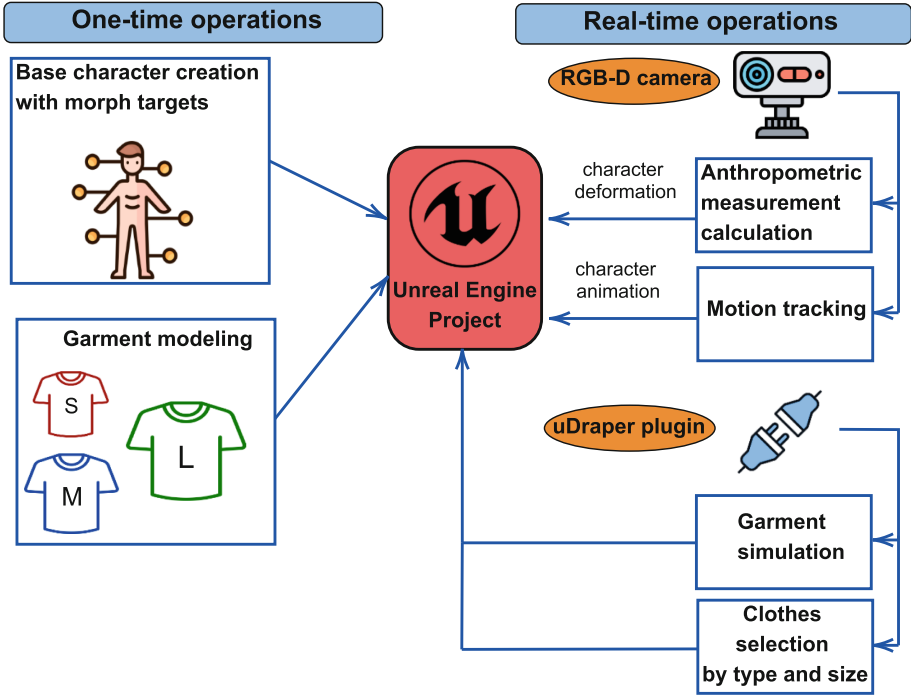 One-time operations
Base character creation
with morph targets
Garment modeling
S
M
L
Unreal Engine
Project
Real-time operations
RGB-D camera
character
deformation
Anthropometric
measurement
calculation
character
animation
Motion tracking
uDraper plugin
Garment
simulation
Clothes
selection
by type and size